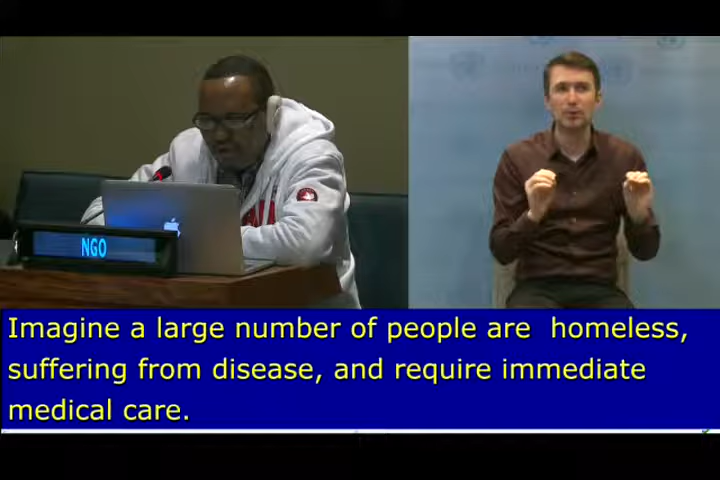 NGO
Imagine a large number of people are  homeless,
suffering from disease, and require immediate
medical care.